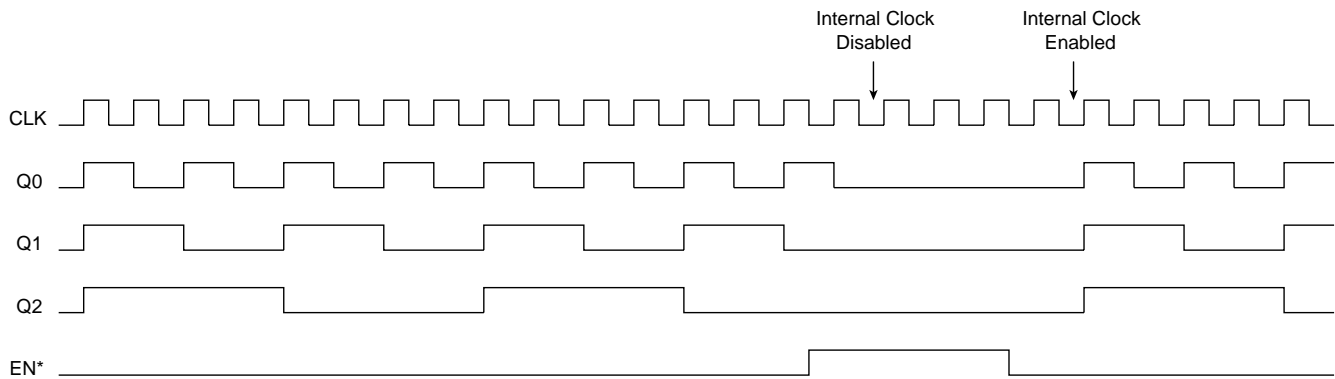 Internal Clock
Disabled
Internal Clock
Enabled
CLK
Q0
Q1
Q2
EN*